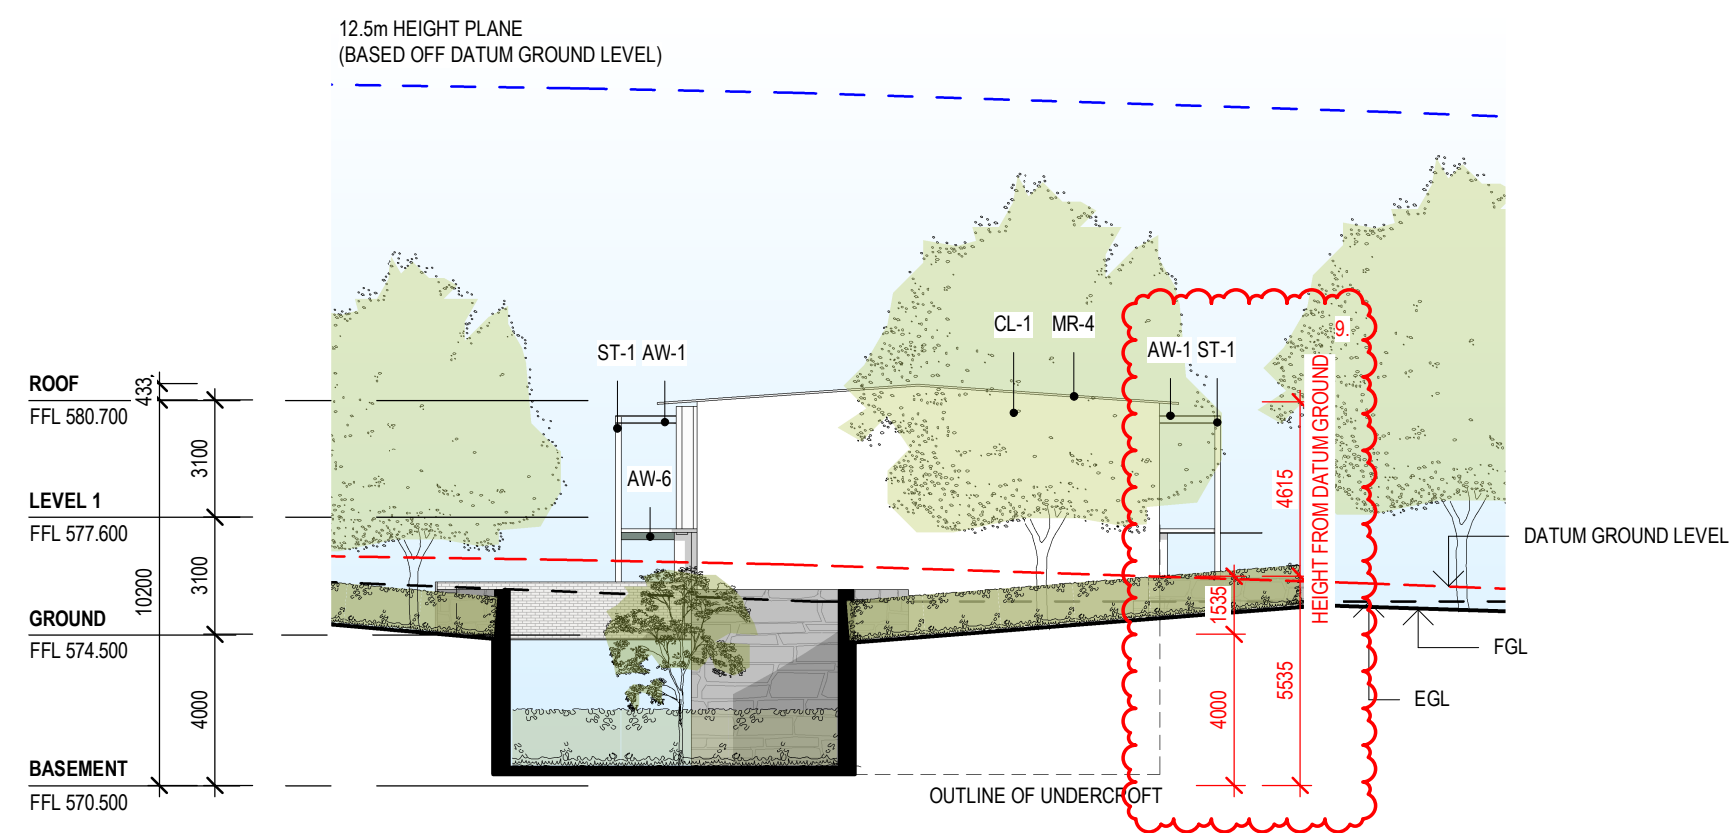 12.5m HEIGHT PLANE
(BASED OFF DATUM GROUND LEVEL)
9.
CL-1 MR-4
ST-1 AW-1
AW-1 ST-1
ROOF
FFL 580.700
433
3100
HEIGHT FROM DATUM GROUND
4615
AW-6
LEVEL 1
FFL 577.600
DATUM GROUND LEVEL
3100
10200
1535
GROUND
FFL 574.500
FGL
5535
4000
4000
EGL
BASEMENT
FFL 570.500
OUTLINE OF UNDERCROFT